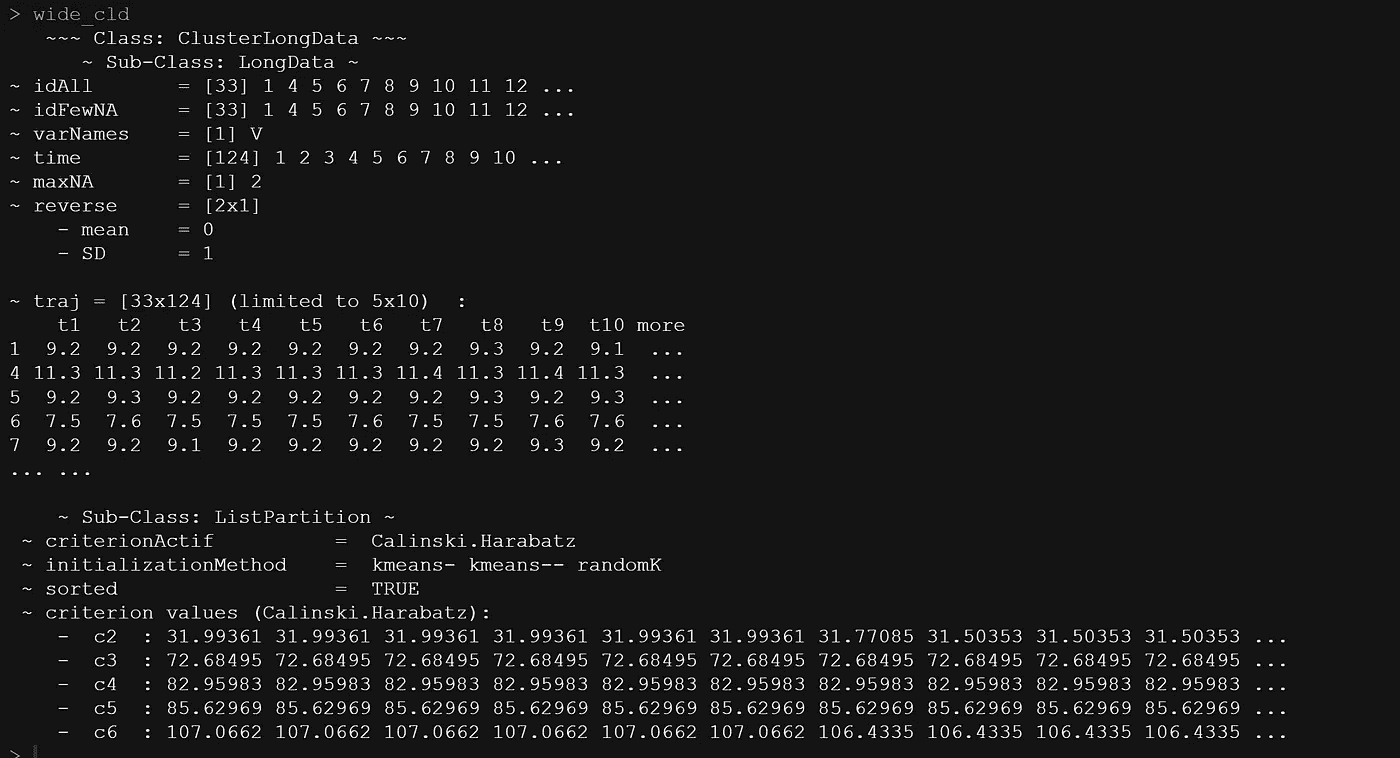 > wide_cld
   ~~~ Class: ClusterLongData ~~~
      ~ Sub-Class: LongData ~
~ idAll       = [33] 1 4 5 6 7 8 9 10 11 12 ...
~ idFewNA     = [33] 1 4 5 6 7 8 9 10 11 12 ...
~ varNames    = [1] V
~ time        = [124] 1 2 3 4 5 6 7 8 9 10 ...
~ maxNA       = [1] 2
~ reverse     = [2x1]
    - mean    = 0
    - SD      = 1

~ traj = [33x124] (limited to 5x10)  :
    t1   t2   t3   t4   t5   t6   t7   t8   t9  t10 more
1  9.2  9.2  9.2  9.2  9.2  9.2  9.2  9.3  9.2  9.1  ...
4 11.3 11.3 11.2 11.3 11.3 11.3 11.4 11.3 11.4 11.3  ...
5  9.2  9.3  9.2  9.2  9.2  9.2  9.2  9.3  9.2  9.3  ...
6  7.5  7.6  7.5  7.5  7.5  7.6  7.5  7.5  7.6  7.6  ...
7  9.2  9.2  9.1  9.2  9.2  9.2  9.2  9.2  9.3  9.2  ...
... ...

    ~ Sub-Class: ListPartition ~
 ~ criterionActif          =  Calinski.Harabatz
 ~ initializationMethod    =  kmeans- kmeans-- randomK
 ~ sorted                  =  TRUE
 ~ criterion values (Calinski.Harabatz):
    -  c2  : 31.99361 31.99361 31.99361 31.99361 31.99361 31.99361 31.77085 31.50353 31.50353 31.50353 ...
    -  c3  : 72.68495 72.68495 72.68495 72.68495 72.68495 72.68495 72.68495 72.68495 72.68495 72.68495 ...
    -  c4  : 82.95983 82.95983 82.95983 82.95983 82.95983 82.95983 82.95983 82.95983 82.95983 82.95983 ...
    -  c5  : 85.62969 85.62969 85.62969 85.62969 85.62969 85.62969 85.62969 85.62969 85.62969 85.62969 ...
    -  c6  : 107.0662 107.0662 107.0662 107.0662 107.0662 106.4335 106.4335 106.4335 106.4335 106.4335 ...
>